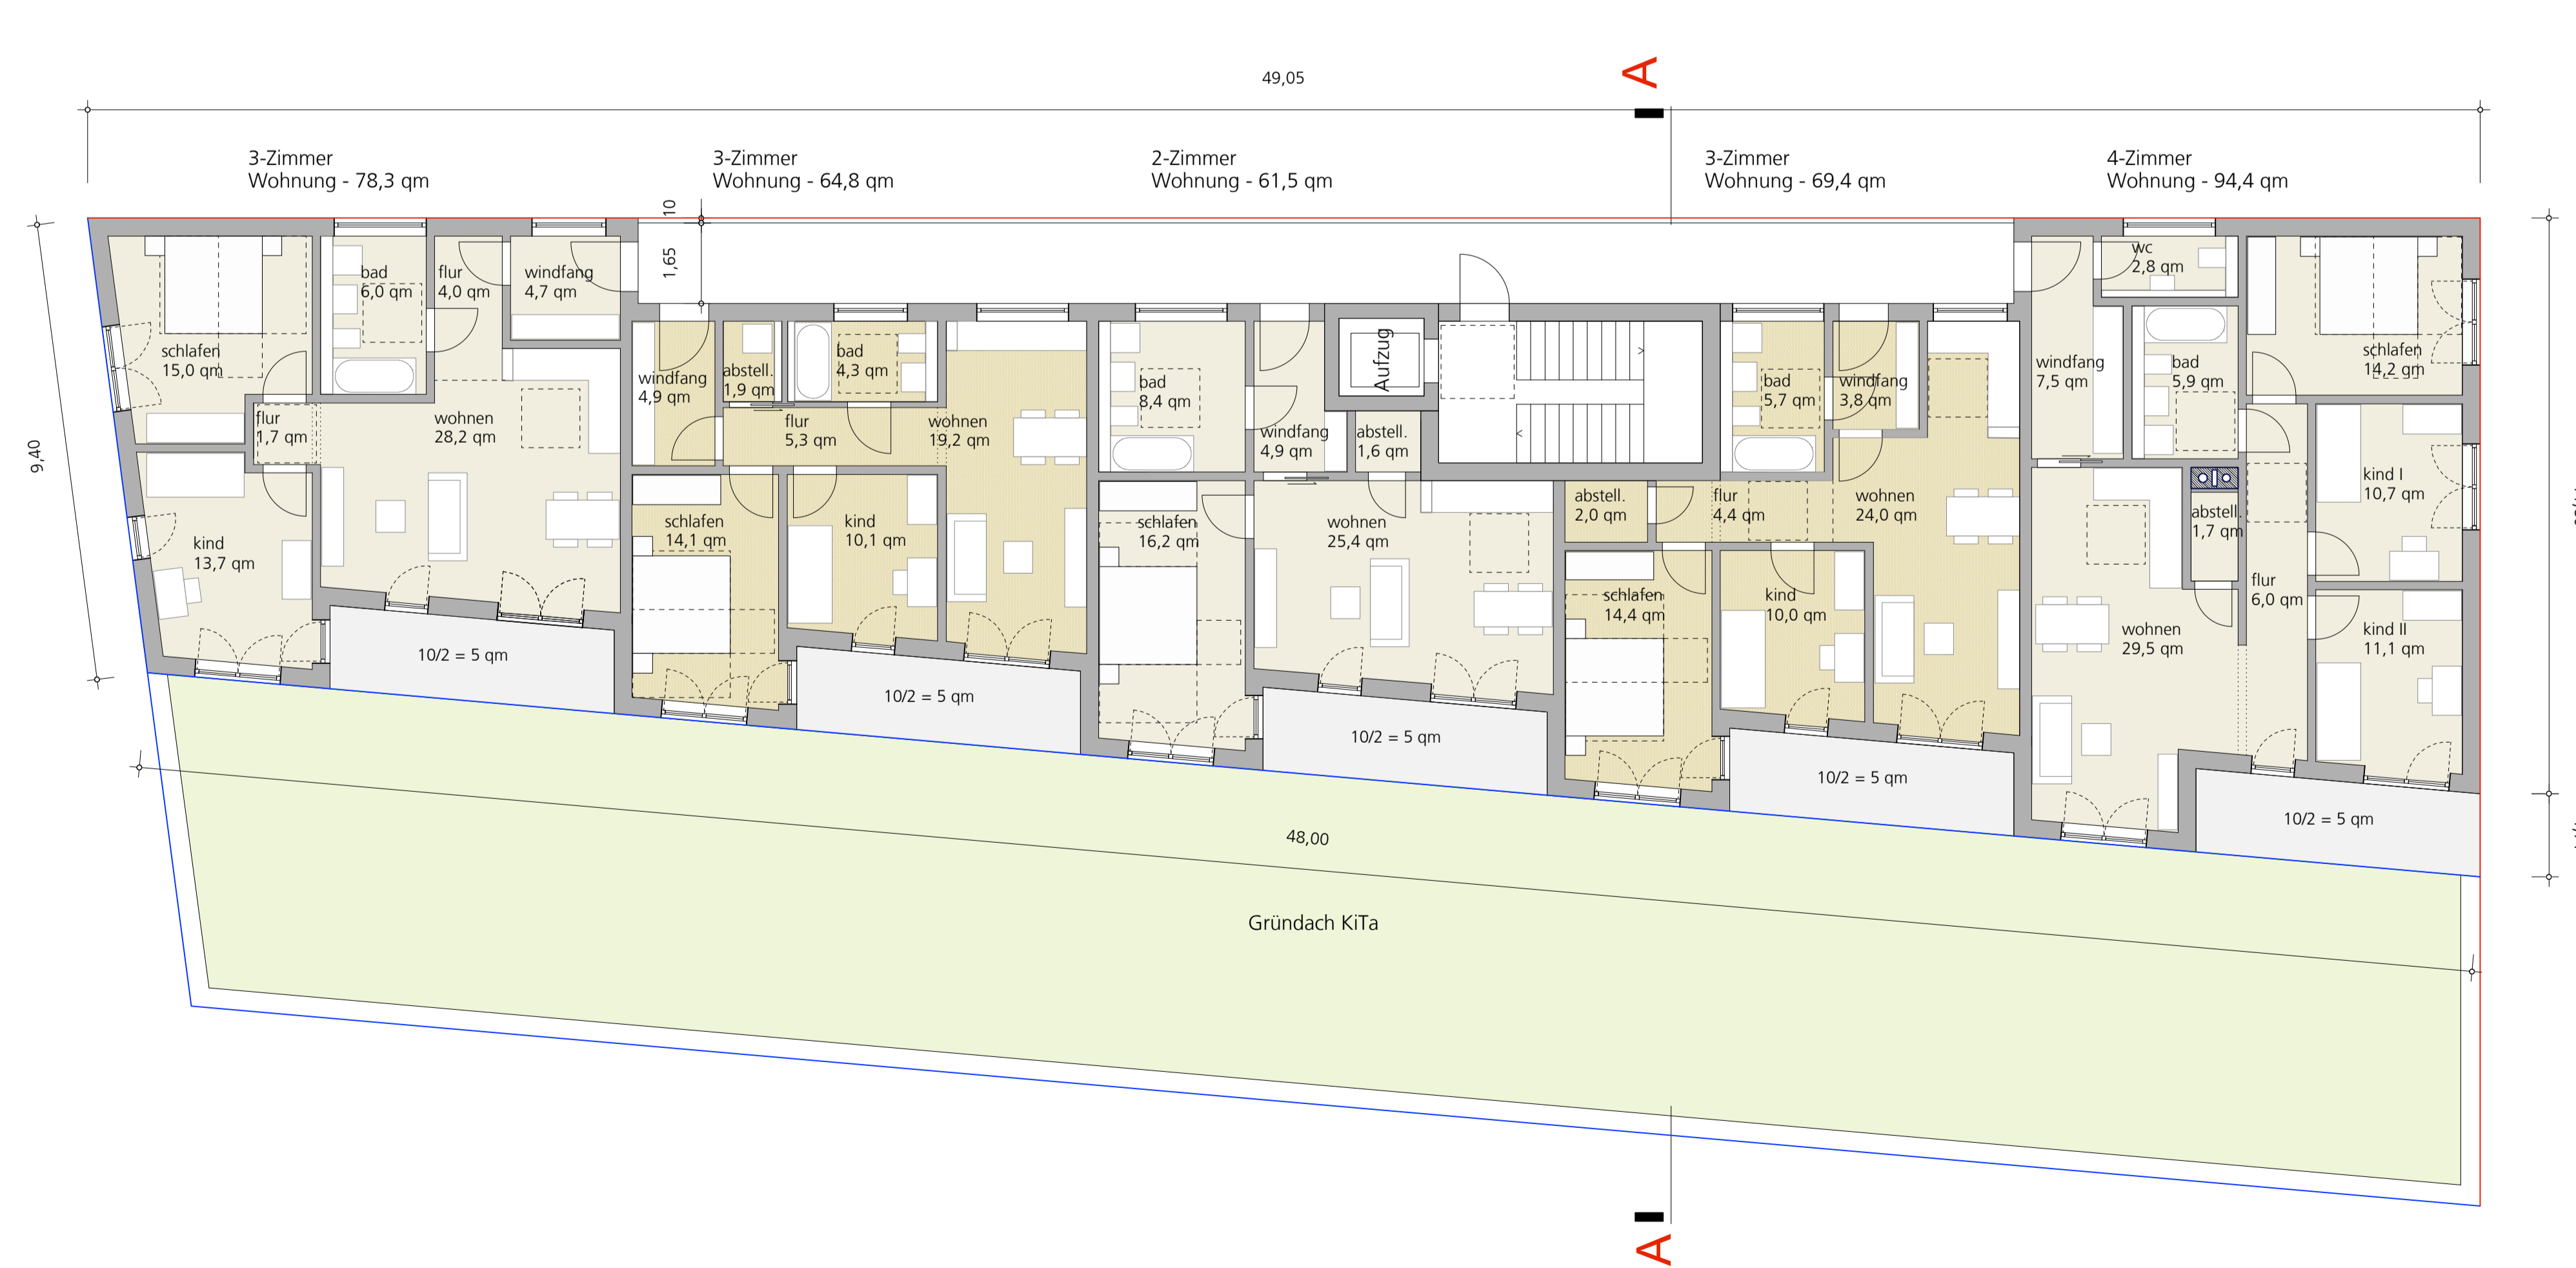 A
49,05
3-Zimmer
Wohnung - 78,3 qm
3-Zimmer
Wohnung - 64,8 qm
2-Zimmer
Wohnung - 61,5 qm
3-Zimmer
Wohnung - 69,4 qm
4-Zimmer
Wohnung - 94,4 qm
10
1,65
9,40
schlafen
15,0 qm
bad
6,0 qm
flur
4,0 qm
windfang
4,7 qm
flur
1,7 qm
wohnen
28,2 qm
kind
13,7 qm
10/2 = 5 qm
windfang
4,9 qm
abstell.
1,9 qm
bad
4,3 qm
flur
5,3 qm
wohnen
19,2 qm
schlafen
14,1 qm
kind
10,1 qm
10/2 = 5 qm
bad
8,4 qm
windfang
4,9 qm
Aufzug
abstell.
1,6 qm
schlafen
16,2 qm
wohnen
25,4 qm
10/2 = 5 qm
bad
5,7 qm
windfang
3,8 qm
abstell.
2,0 qm
flur
4,4 qm
wohnen
24,0 qm
schlafen
14,4 qm
kind
10,0 qm
10/2 = 5 qm
wc
2,8 qm
windfang
7,5 qm
bad
5,9 qm
schlafen
14,2 qm
kind I
10,7 qm
abstell.
1,7 qm
flur
6,0 qm
wohnen
29,5 qm
kind II
11,1 qm
10/2 = 5 qm
48,00
Gründach KiTa
A